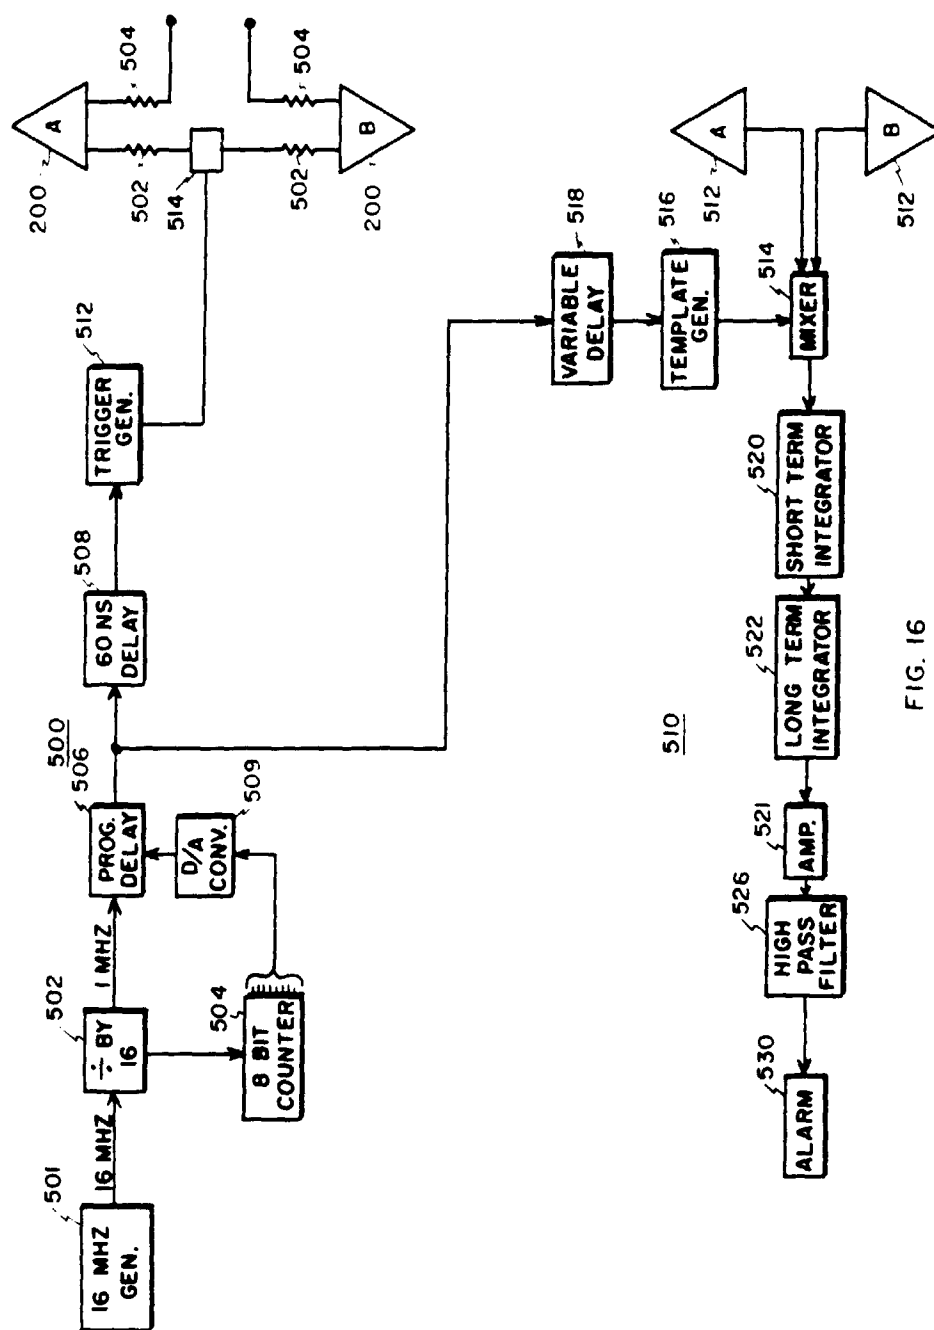 501
16 MHZ
GEN.
16 MHZ
502
÷ BY
16
1 MHZ
504
8 BIT
COUNTER
500
506
PROG.
DELAY
509
D/A
CONV.
508
60 NS
DELAY
512
TRIGGER
GEN.
200
A
502
504
514
502
504
B
200
518
VARIABLE
DELAY
516
TEMPLATE
GEN.
512
A
514
MIXER
B
512
520
SHORT TERM
INTEGRATOR
522
LONG TERM
INTEGRATOR
521
AMP.
526
HIGH
PASS
FILTER
530
ALARM
510
FIG. 16